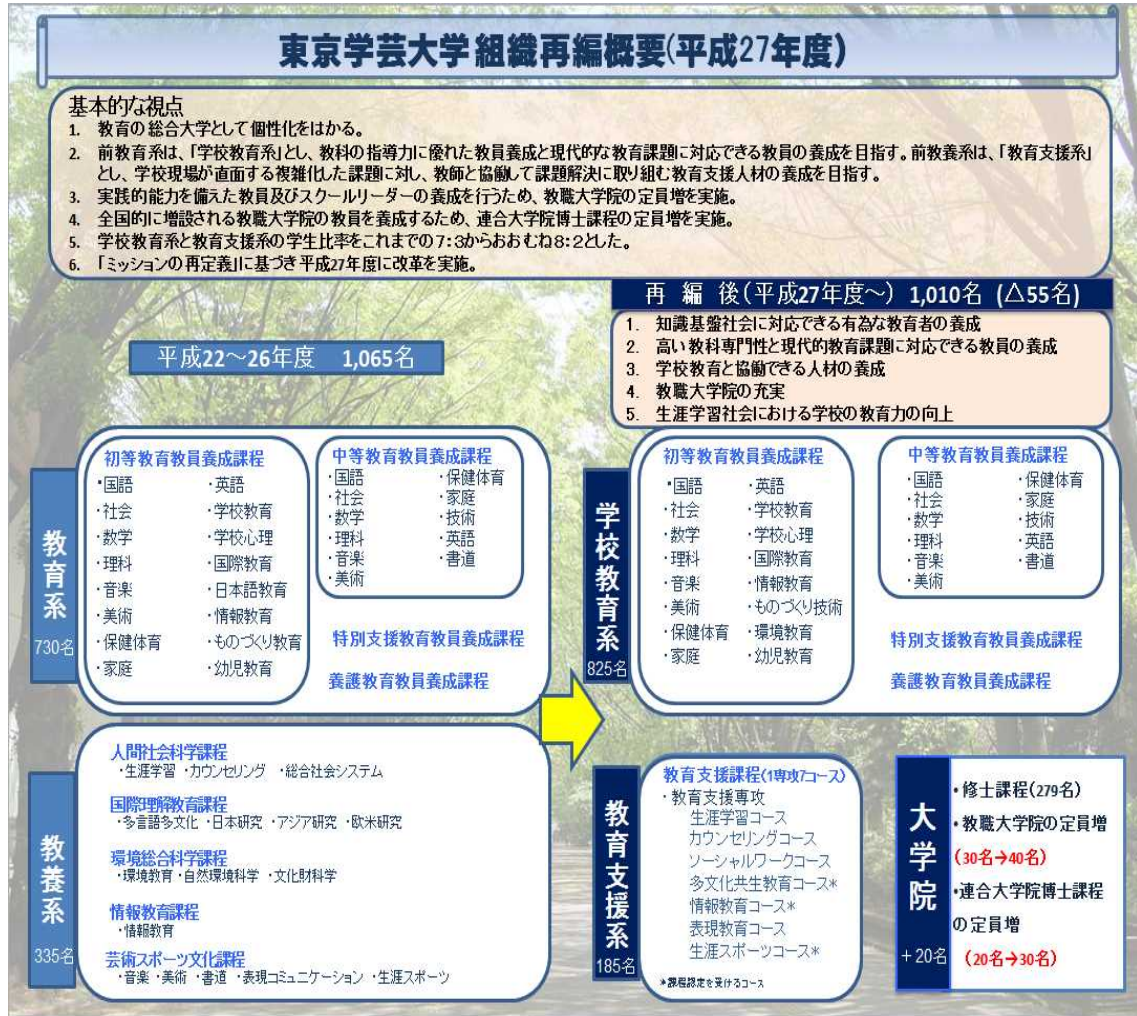 東京学芸大学組織再編概要(平成27年度)
基本的な視点
1. 教育の総合大学として個性化をはかる。
2. 前教育系は、「学校教育系」とし、教科の指導力に優れた教員養成と現代的な教育課題に対応できる教員の養成を目指す。前教養系は、「教育支援系」
とし、学校現場が直面する複雑化した課題に対し、教師と協働して課題解決に取り組む教育支援人材の養成を目指す。
3. 実践的能力を備えた教員及びスクールリーダーの養成を行うため、教職大学院の定員増を実施。
4. 全国的に増設される教職大学院の教員を養成するため、連合大学院博士課程の定員増を実施。
5. 学校教育系と教育支援系の学生比率をこれまでの7:3からおおむね8:2とした。
6. 「ミッションの再定義」に基づき平成27年度に改革を実施。
平成22～26年度 1,065名
再編後(平成27年度～) 1,010名 (△55名)
1. 知識基盤社会に対応できる有為な教育者の養成
2. 高い教科専門性と現代的教育課題に対応できる教員の養成
3. 学校教育と協働できる人材の養成
4. 教職大学院の充実
5. 生涯学習社会における学校の教育力の向上
教育系
730名
初等教育教員養成課程
・国語 ・英語
・社会 ・学校教育
・数学 ・学校心理
・理科 ・国際教育
・音楽 ・日本語教育
・美術 ・情報教育
・保健体育 ・ものづくり教育
・家庭 ・幼児教育
中等教育教員養成課程
・国語 ・保健体育
・社会 ・家庭
・数学 ・技術
・理科 ・英語
・音楽 ・書道
・美術
特別支援教育教員養成課程
養護教育教員養成課程
教養系
335名
人間社会科学課程
・生涯学習 ・カウンセリング ・総合社会システム
国際理解教育課程
・多言語多文化 ・日本研究 ・アジア研究 ・欧米研究
環境総合科学課程
・環境教育 ・自然環境科学 ・文化財科学
情報教育課程
・情報教育
芸術スポーツ文化課程
・音楽 ・美術 ・書道 ・表現コミュニケーション ・生涯スポーツ
学校教育系
825名
初等教育教員養成課程
・国語 ・英語
・社会 ・学校教育
・数学 ・学校心理
・理科 ・国際教育
・音楽 ・情報教育
・美術 ・ものづくり技術
・保健体育 ・環境教育
・家庭 ・幼児教育
中等教育教員養成課程
・国語 ・保健体育
・社会 ・家庭
・数学 ・技術
・理科 ・英語
・音楽 ・書道
・美術
特別支援教育教員養成課程
養護教育教員養成課程
教育支援系
185名
教育支援課程(1専攻7コース)
・教育支援専攻
生涯学習コース
カウンセリングコース
ソーシャルワークコース
多文化共生教育コース*
情報教育コース*
表現教育コース
生涯スポーツコース*
*課程認定を受けるコース
大学院
+20名
・修士課程(279名)
・教職大学院の定員増
(30名→40名)
・連合大学院博士課程
の定員増
(20名→30名)